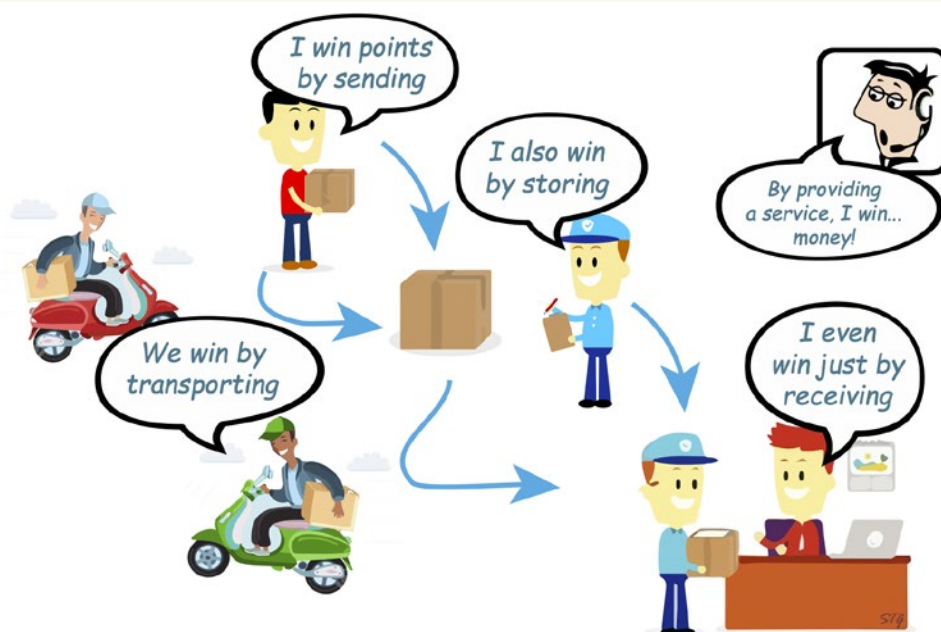 I win points
by sending
I also win
by storing
By providing
a service, I win...
money!
We win by
transporting
I even
win just by
receiving